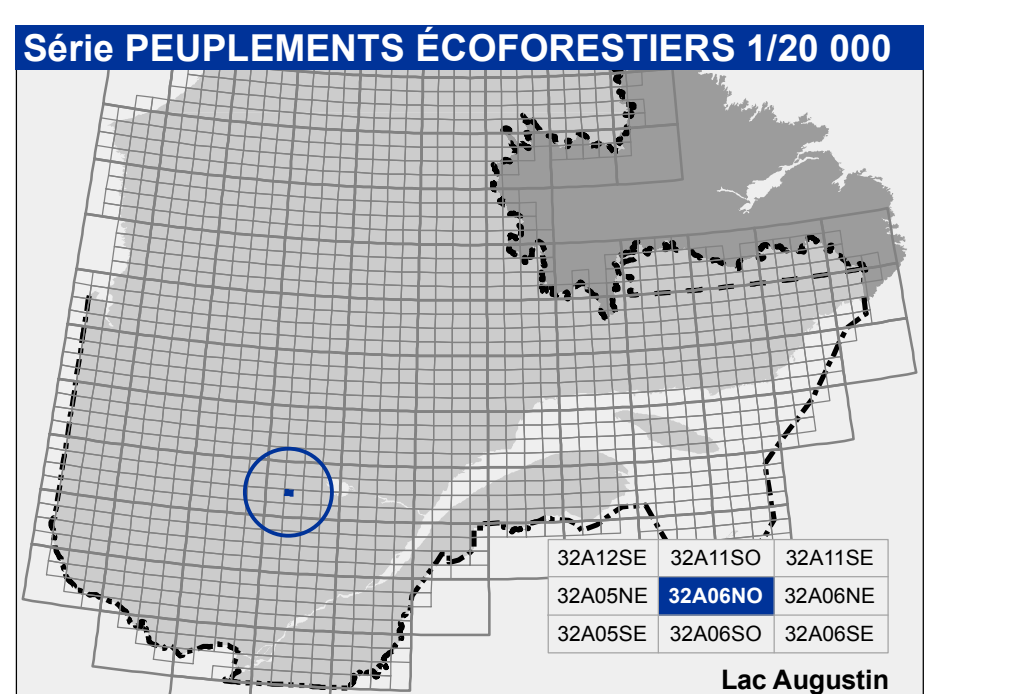 Série PEUPLEMENTS ÉCOFORESTIERS 1/20 000
32A12SE 32A11SO 32A11SE
32A05NE 32A06NO 32A06NE
32A05SE 32A06SO 32A06SE
Lac Augustin